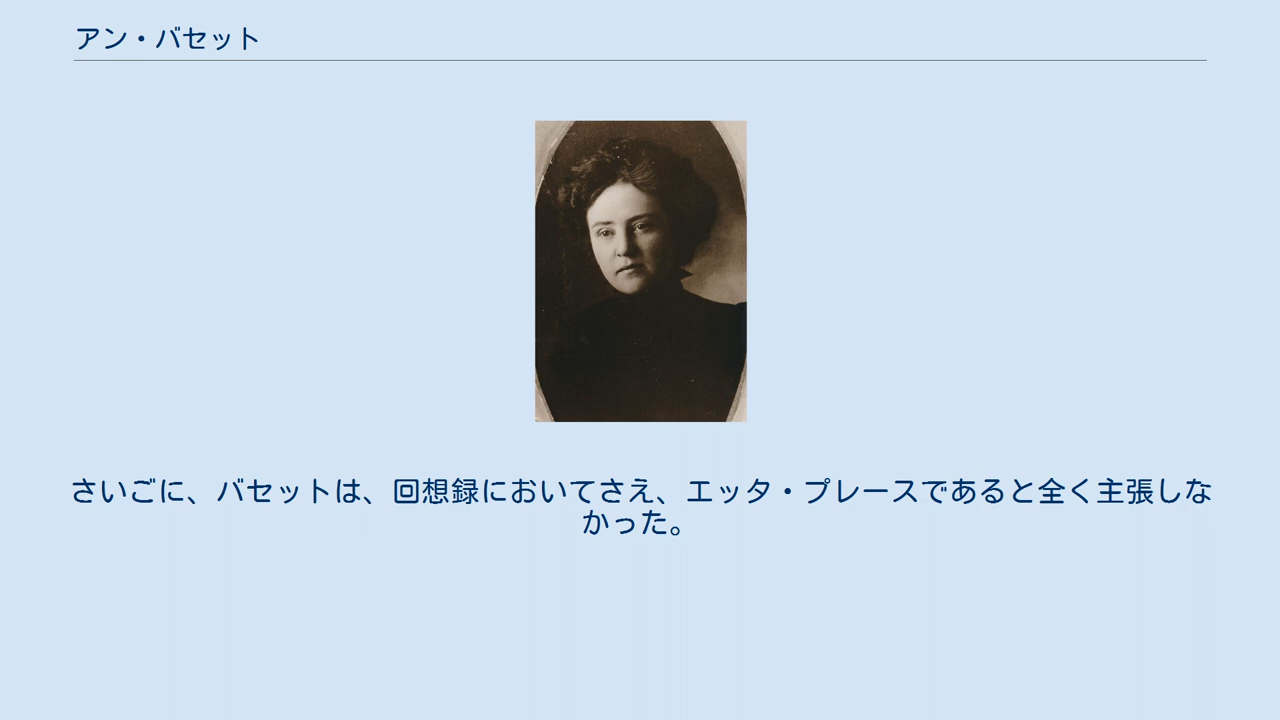 アン・バセット
さいごに、バセットは、回想録においてさえ、エッタ・プレースであると全く主張しな
かった。